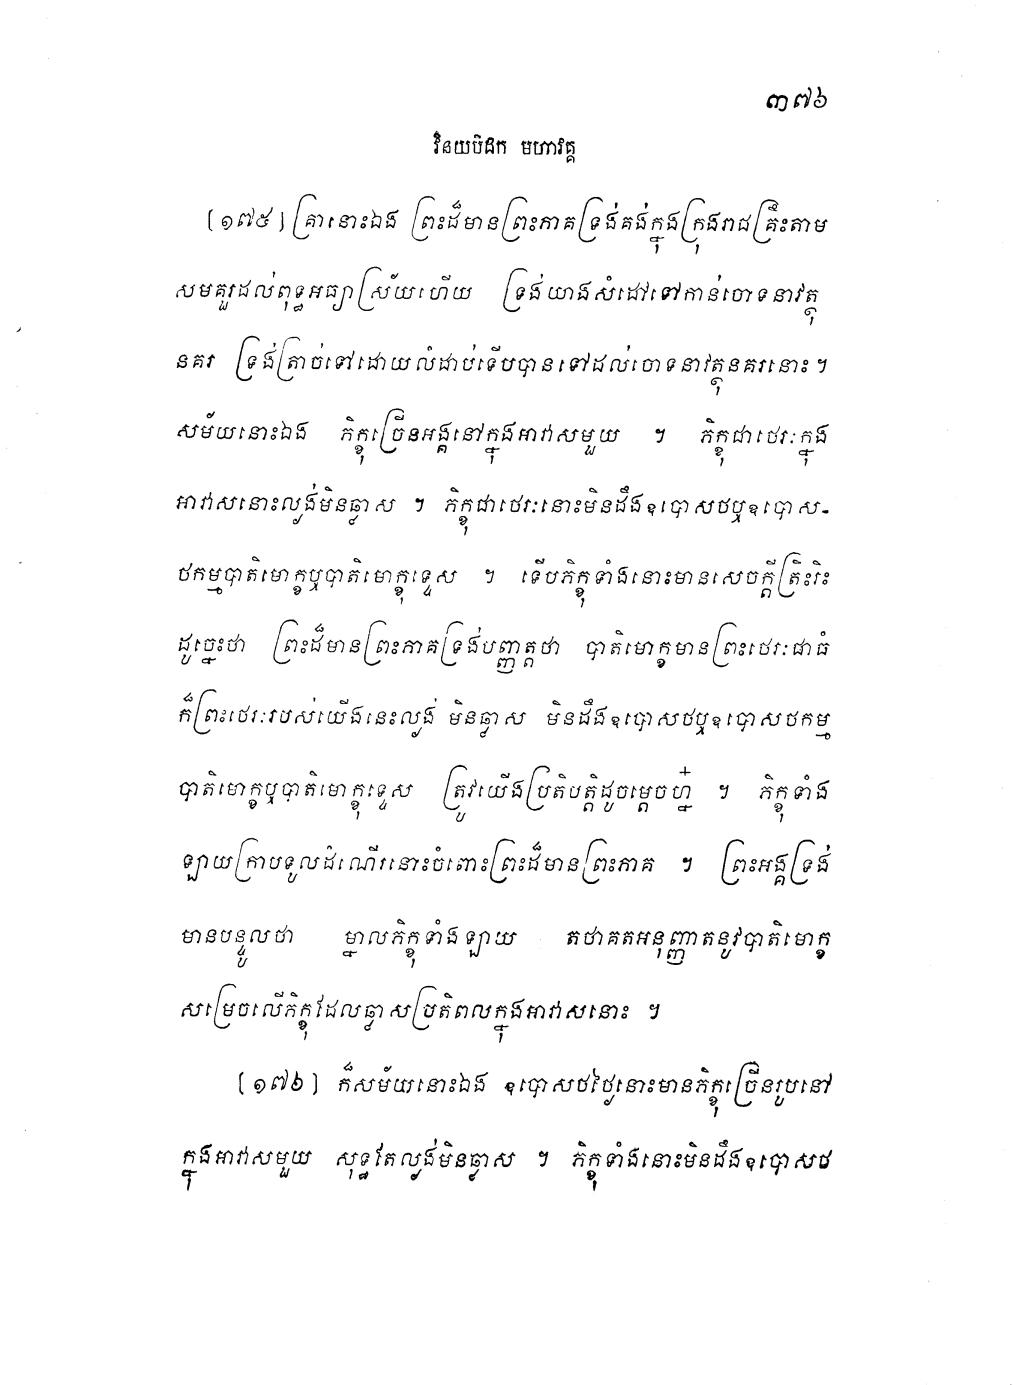 ៣៧៦
វិនយបិដក មហាវគ្គ
[១៧៥] គ្រានោះឯង ព្រះដ៏មានព្រះភាគទ្រង់គង់ក្នុងក្រុងរាជគ្រឹះតាម
សមគួរដល់ពុទ្ធអធ្យាស្រ័យហើយ ទ្រង់យាងសំដៅទៅកាន់ចោទនាវត្ថុ
នគរ ទ្រង់ត្រាច់ទៅដោយលំដាប់ទើបបានទៅដល់ចោទនាវត្ថុនគរនោះ។
សម័យនោះឯង ភិក្ខុច្រើនអង្គនៅក្នុងអាវាសមួយ ។ ភិក្ខុជាថេរៈក្នុង
អាវាសនោះល្ងង់មិនឆ្លាស ។ ភិក្ខុជាថេរៈនោះមិនដឹងឧបោសថឬឧបោស-
ថកម្មបាតិមោក្ខឬបាតិមោក្ខុទ្ទេស ។ ទើបភិក្ខុទាំងនោះមានសេចក្តីត្រិះរិះ
ដូច្នេះថា ព្រះដ៏មានព្រះភាគទ្រង់បញ្ញត្តថា បាតិមោក្ខមានព្រះថេរៈជាធំ
ក៏ព្រះថេរៈរបស់យើងនេះល្ងង់ មិនឆ្លាស មិនដឹងឧបោសថឬឧបោសថកម្ម
បាតិមោក្ខឬបាតិមោក្ខុទ្ទេស ត្រូវយើងប្រតិបត្តិដូចម្តេចហ្ន៎ ។ ភិក្ខុទាំង
ឡាយក្រាបទូលដំណើរនោះចំពោះព្រះដ៏មានព្រះភាគ ។ ព្រះអង្គទ្រង់
មានបន្ទូលថា ម្នាលភិក្ខុទាំងឡាយ តថាគតអនុញ្ញាតនូវបាតិមោក្ខ
សម្រេចលើភិក្ខុដែលឆ្លាសប្រតិពលក្នុងអាវាសនោះ ។
[១៧៦] ក៏សម័យនោះឯង ឧបោសថថ្ងៃនោះមានភិក្ខុច្រើនរូបនៅ
ក្នុងអាវាសមួយ សុទ្ធតែល្ងង់មិនឆ្លាស ។ ភិក្ខុទាំងនោះមិនដឹងឧបោសថ